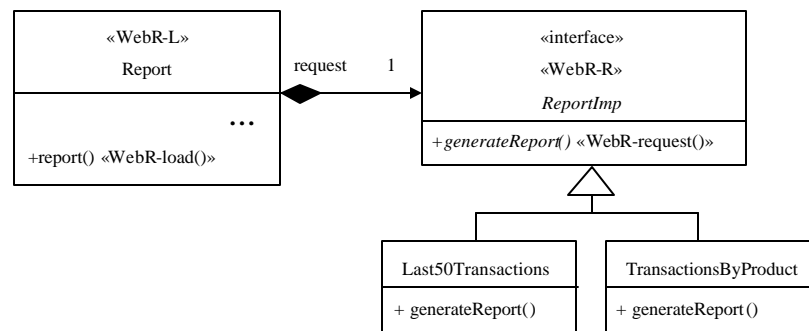 «WebR-L»
Report
...
+report() «WebR-load()»
request 1
«interface»
«WebR-R»
ReportImp
+generateReport() «WebR-request()»
Last50Transactions
+ generateReport()
TransactionsByProduct
+ generateReport()